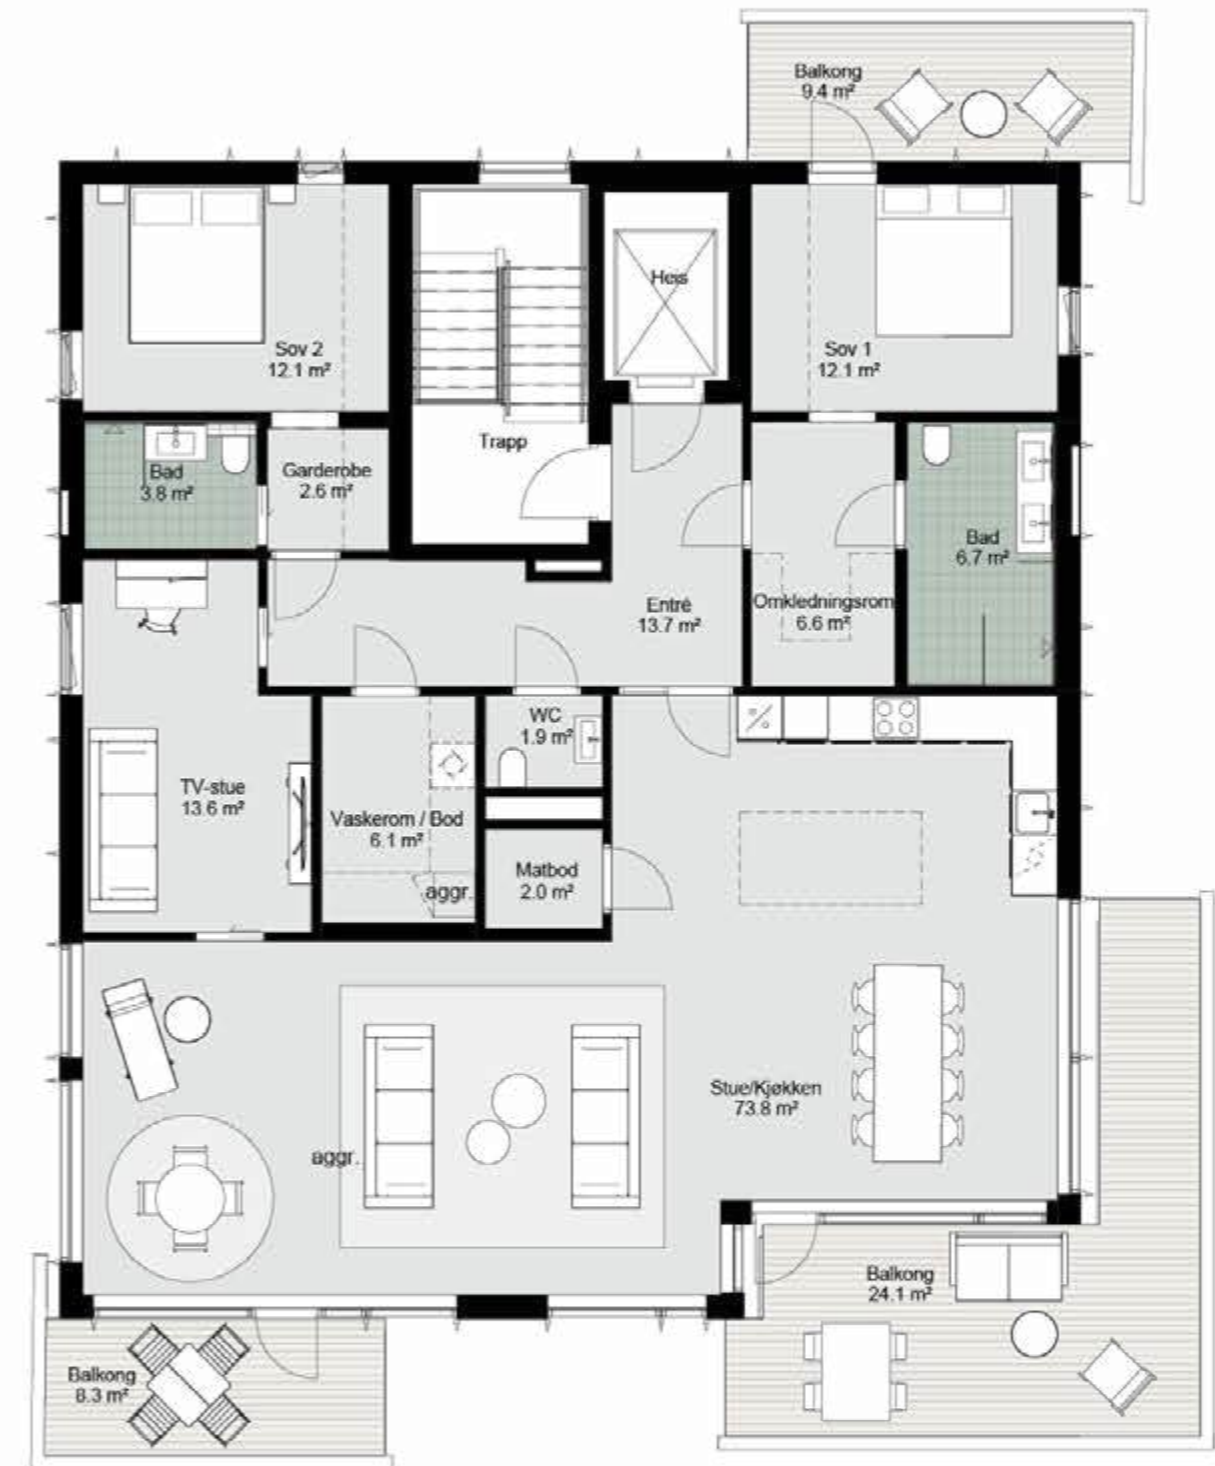 Balkong
9.4 m²
Heis
Sov 2
12.1 m²
Sov 1
12.1 m²
Trapp
Bad
3.8 m²
Garderobe
2.6 m²
Bad
6.7 m²
Entré
13.7 m²
Omkledningsrom
6.6 m²
WC
1.9 m²
TV-stue
13.6 m²
Vaskerom / Bod
6.1 m²
aggr.
Matbod
2.0 m²
Stue/Kjøkken
73.8 m²
aggr.
Balkong
24.1 m²
Balkong
8.3 m²